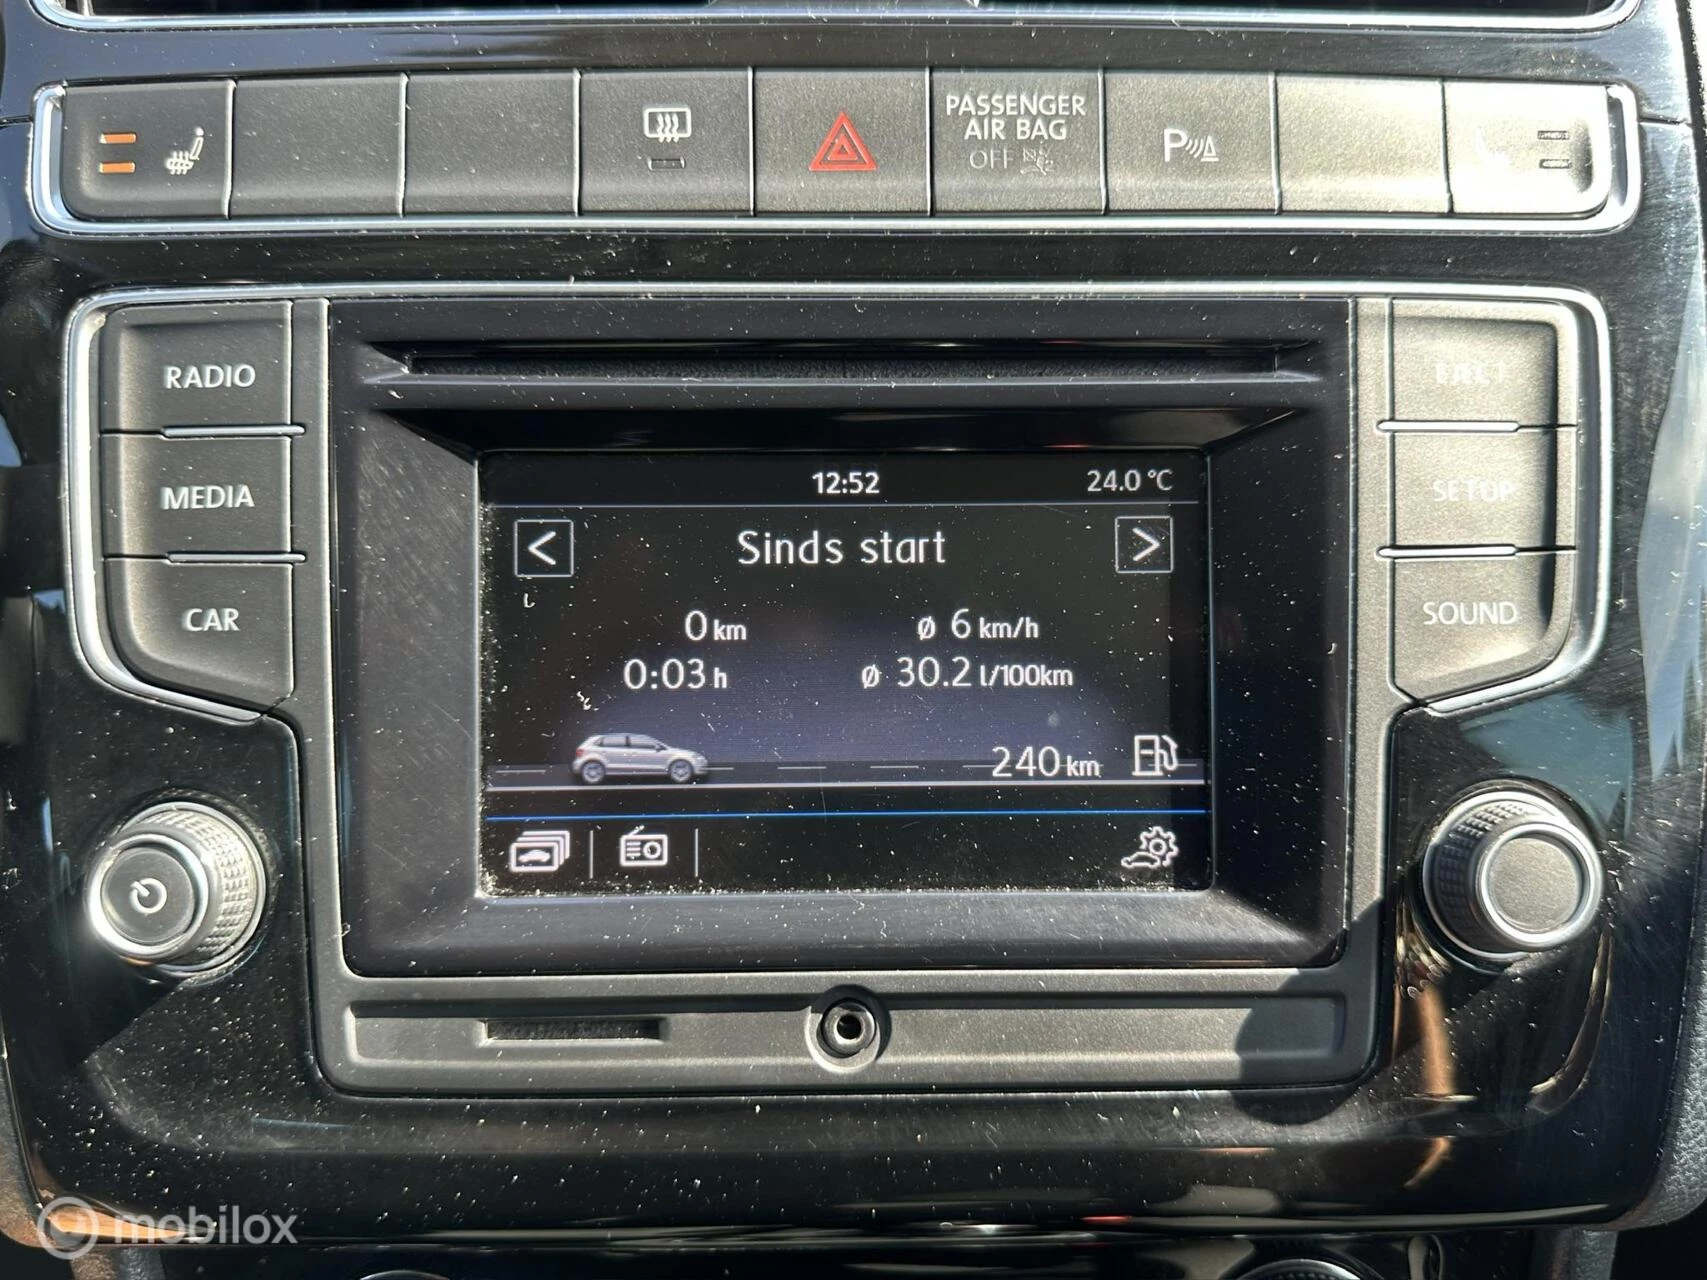 PASSENGER
AIR BAG
OFF
P
RADIO
EJECT
MEDIA
SETUP
CAR
SOUND
12:52
24.0 °C
<
Sinds start
>
0 km
ø 6 km/h
0:03 h
ø 30.2 l/100km
240 km
mobilox